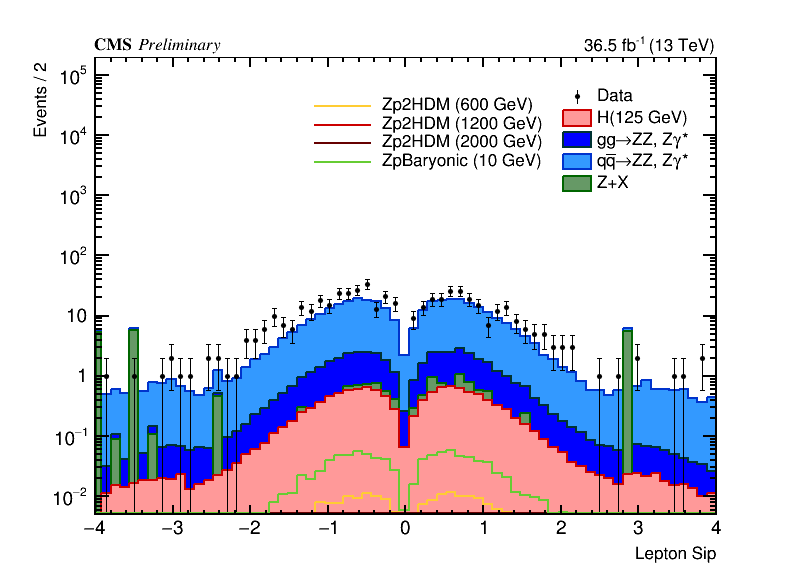 CMS Preliminary 36.5 fb⁻¹ (13 TeV)
Events / 2
10⁵
10⁴
10³
10²
10
1
10⁻¹
10⁻²
Zp2HDM (600 GeV)
Zp2HDM (1200 GeV)
Zp2HDM (2000 GeV)
ZpBaryonic (10 GeV)
Data
H(125 GeV)
gg→ZZ, Zγ*
qq̅→ZZ, Zγ*
Z+X
−4 −3 −2 −1 0 1 2 3 4
Lepton Sip